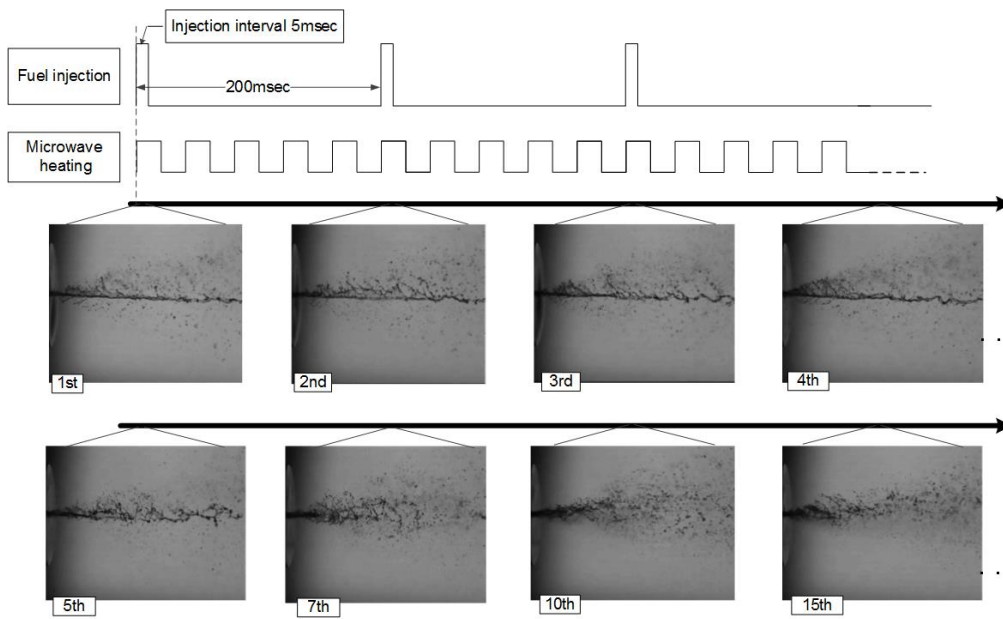 Injection interval 5msec
Fuel injection
200msec
Microwave
heating
1st
2nd
3rd
4th
5th
7th
10th
15th